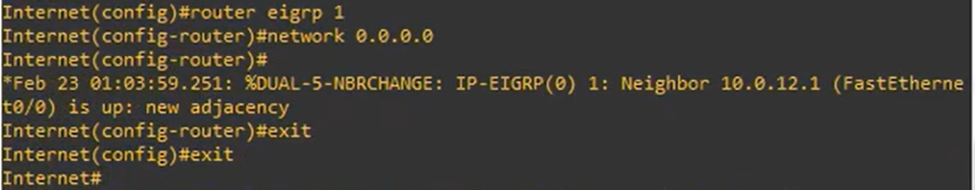 Internet(config)#router eigrp 1
Internet(config-router)#network 0.0.0.0
Internet(config-router)#
*Feb 23 01:03:59.251: %DUAL-5-NBRCHANGE: IP-EIGRP(0) 1: Neighbor 10.0.12.1 (FastEtherne
t0/0) is up: new adjacency
Internet(config-router)#exit
Internet(config)#exit
Internet#